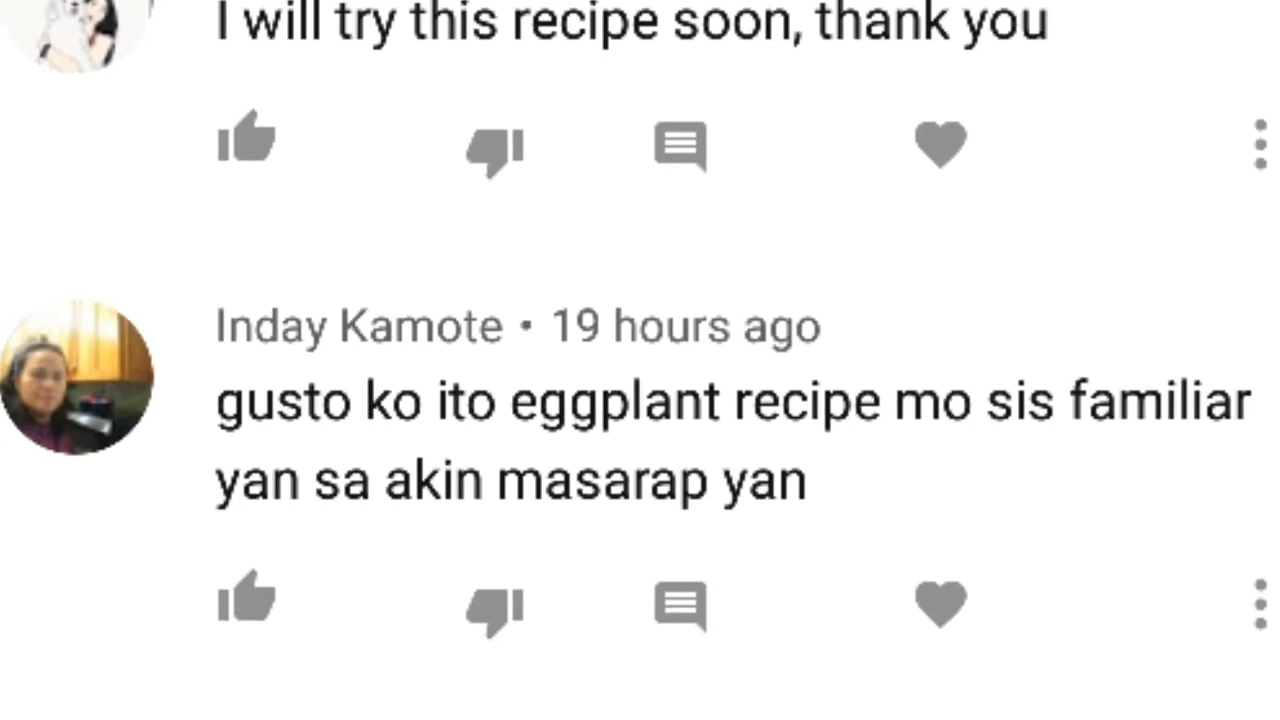 I will try this recipe soon, thank you
Inday Kamote • 19 hours ago
gusto ko ito eggplant recipe mo sis familiar
yan sa akin masarap yan